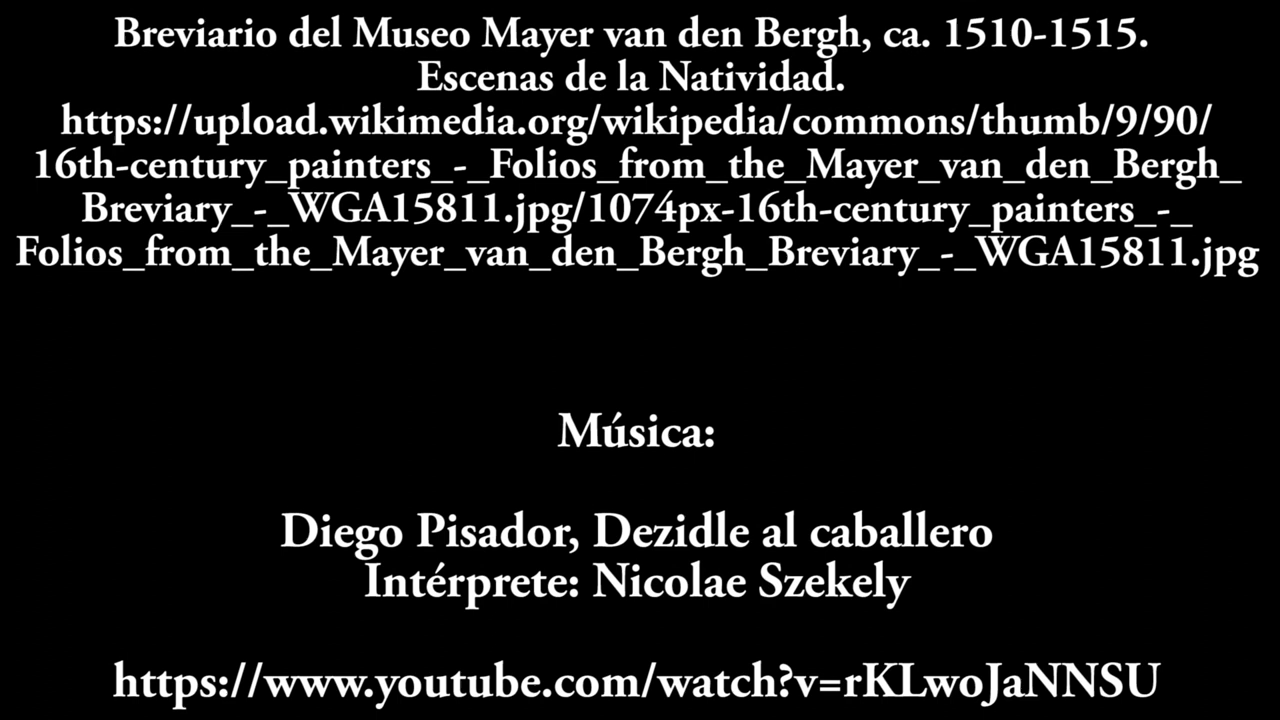 Breviario del Museo Mayer van den Bergh, ca. 1510-1515.
Escenas de la Natividad.
https://upload.wikimedia.org/wikipedia/commons/thumb/9/90/
16th-century_painters_-_Folios_from_the_Mayer_van_den_Bergh_
Breviary_-_WGA15811.jpg/1074px-16th-century_painters_-_
Folios_from_the_Mayer_van_den_Bergh_Breviary_-_WGA15811.jpg
Música:
Diego Pisador, Dezidle al caballero
Intérprete: Nicolae Szekely
https://www.youtube.com/watch?v=rKLwoJaNNSU